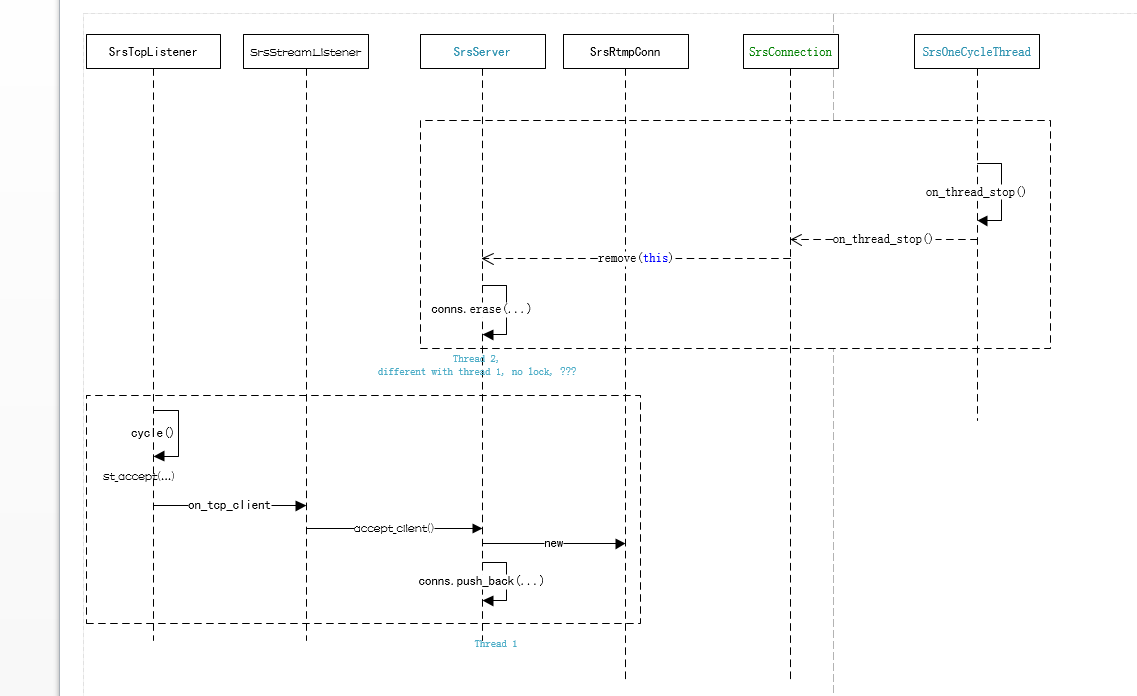 SrsTcpListener
SrsStreamListener
SrsServer
SrsRtmpConn
SrsConnection
SrsOneCycleThread
on_thread_stop()
on_thread_stop()
remove(this)
conns.erase(...)
Thread 2,
different with thread 1, no lock, ???
cycle()
st_accept(...)
on_tcp_client
accept_client()
new
conns.push_back(...)
Thread 1